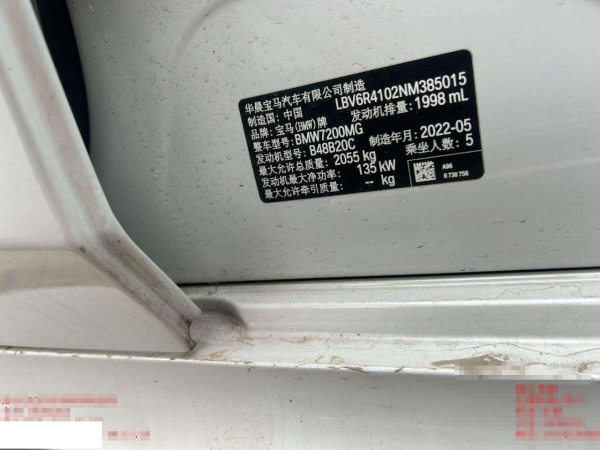 华晨宝马汽车有限公司制造
制造国：中国 LBV6R4102NM385015
品牌：宝马(BMW)牌 发动机排量：1998 mL
整车型号：BMW7200MG
发动机型号：B48B20C 制造年月：2022-05
最大允许总质量：2055 kg 乘坐人数：5
发动机最大净功率：135 kW
最大允许牵引质量：-- kg
A96
8 738 756